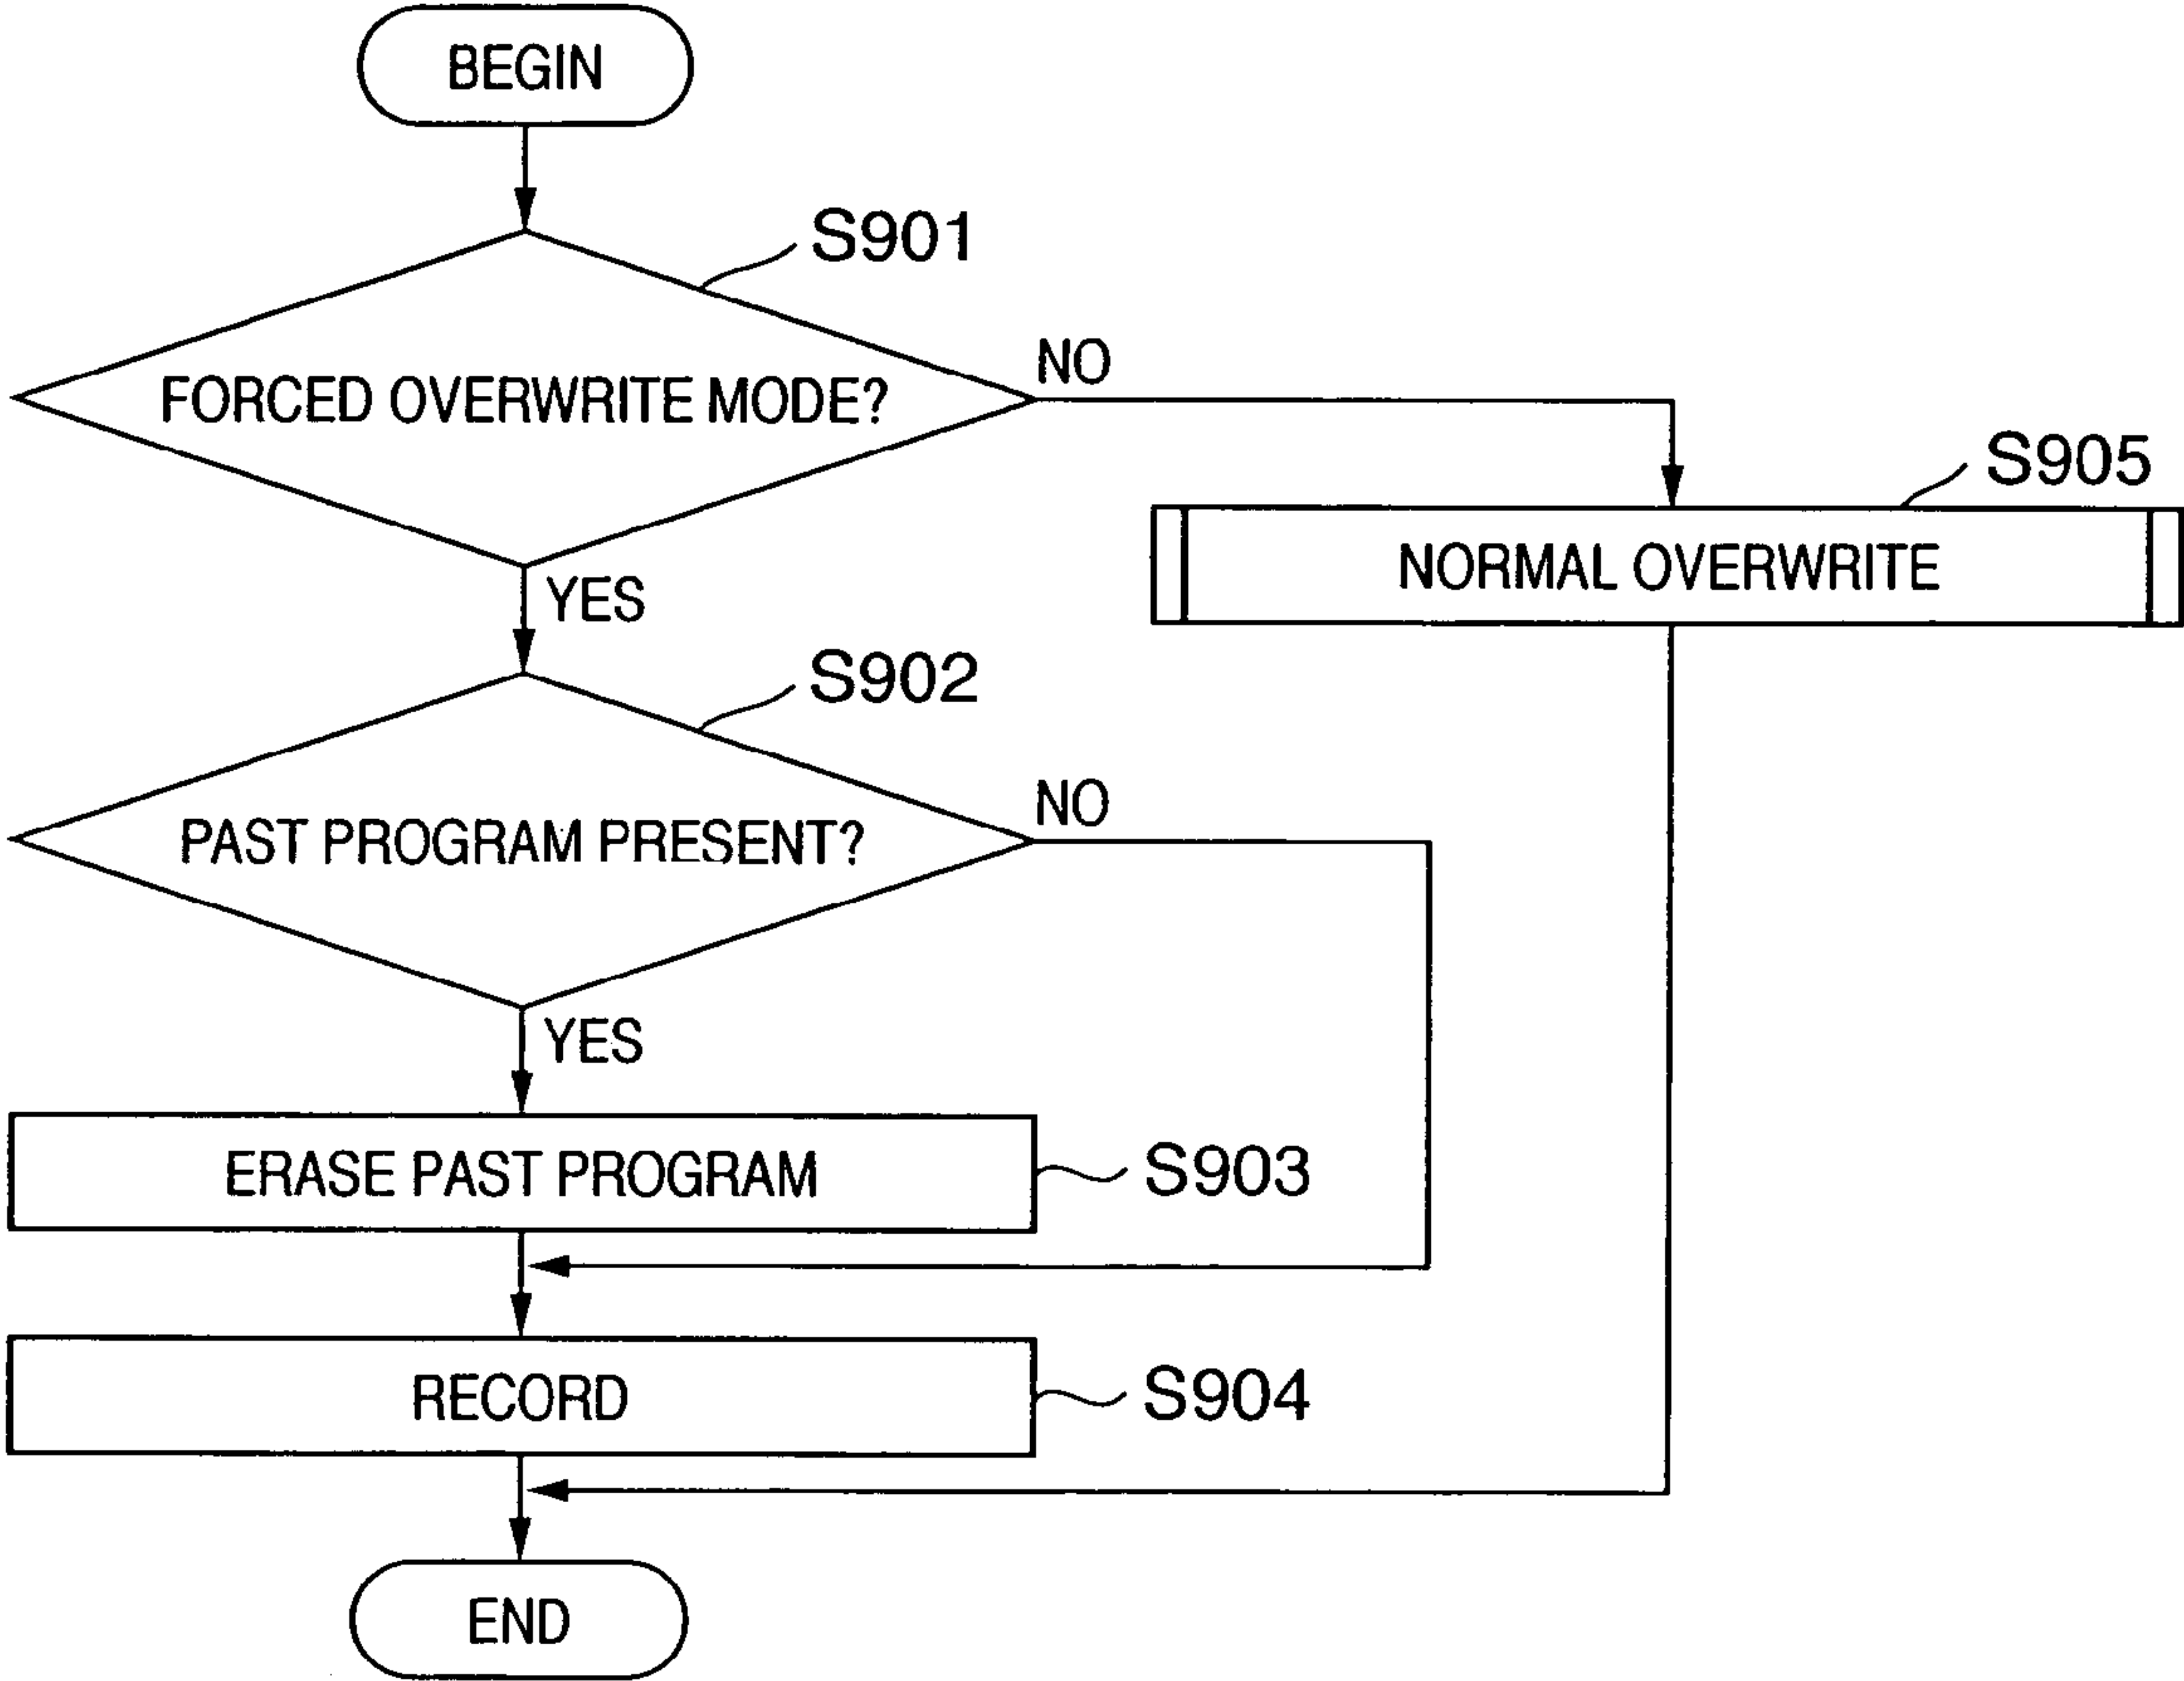 BEGIN
S901
FORCED OVERWRITE MODE?
NO
S905
NORMAL OVERWRITE
YES
S902
PAST PROGRAM PRESENT?
NO
YES
ERASE PAST PROGRAM
S903
RECORD
S904
END